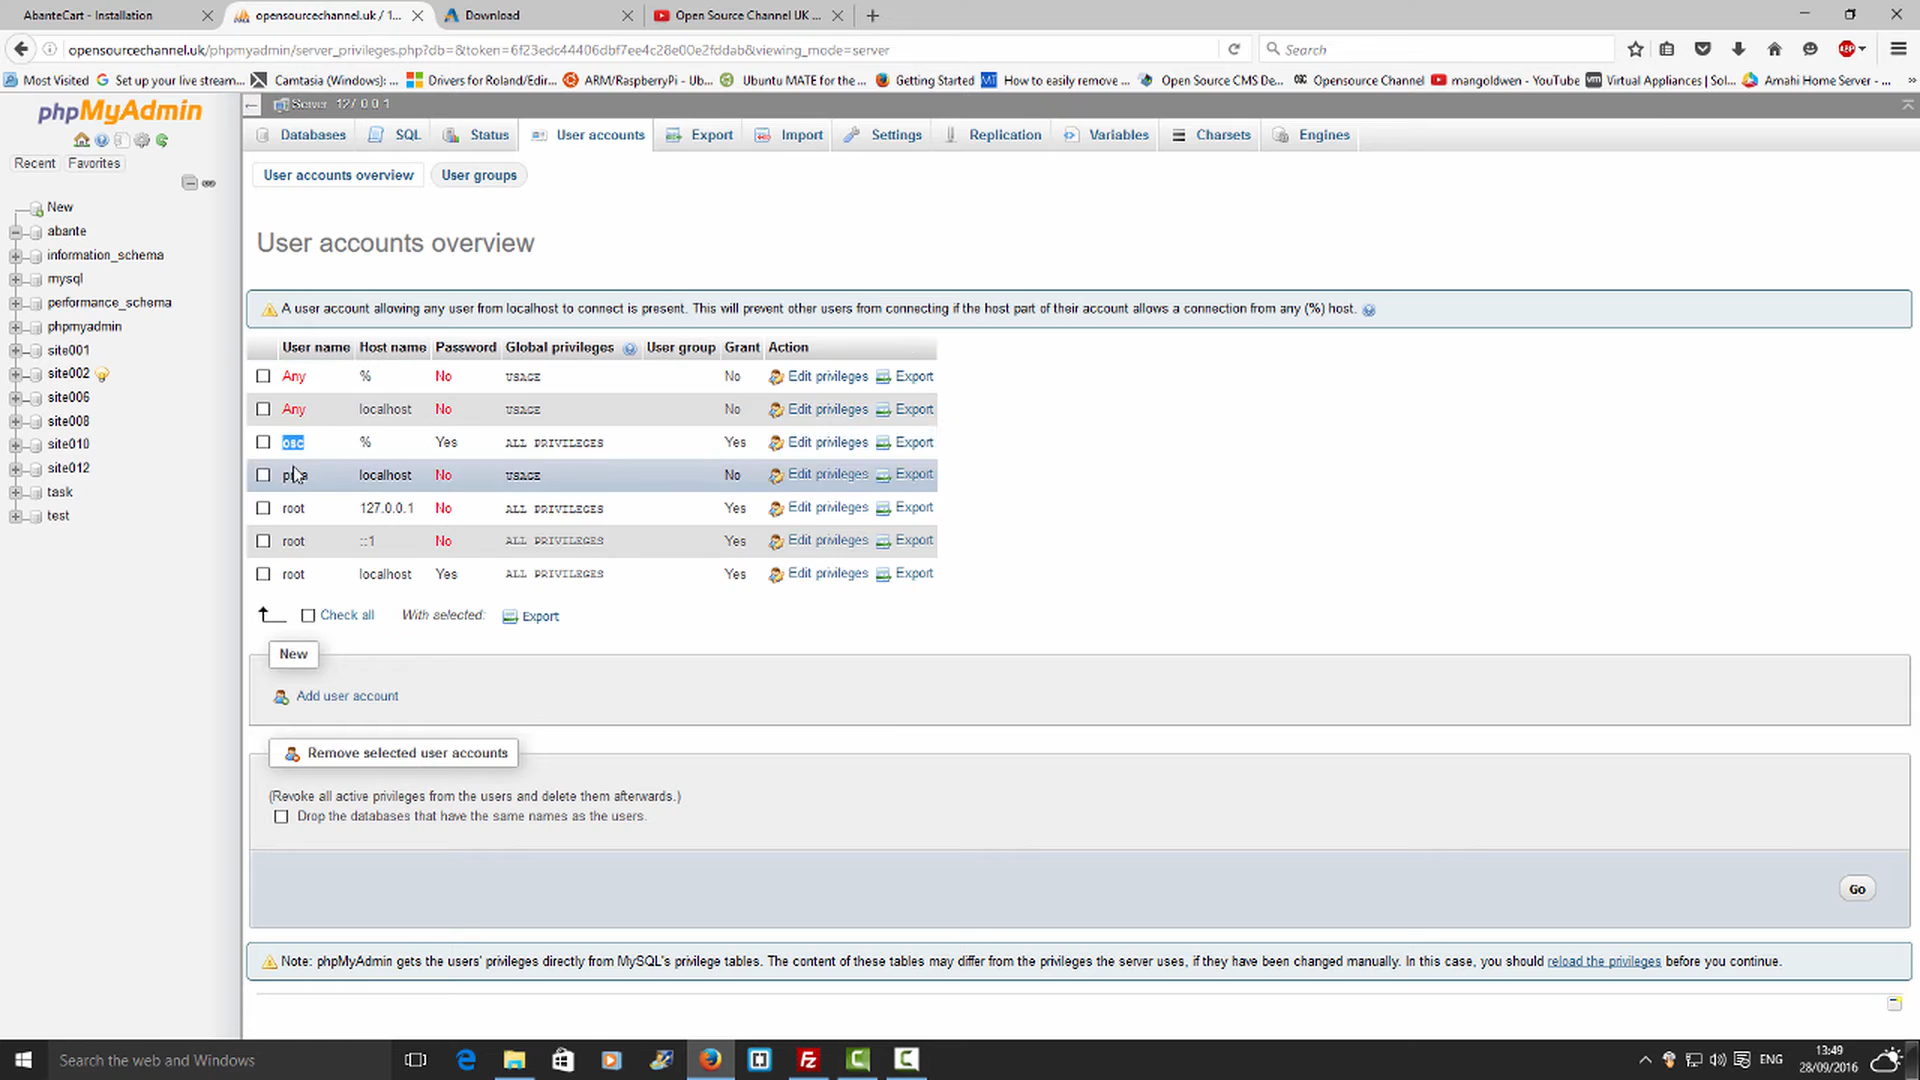 AbanteCart - Installation
opensourcechannel.uk / 1...
Download
Open Source Channel UK ...
opensourcechannel.uk/phpmyadmin/server_privileges.php?db=&token=6f23edc44406dbf7ee4c28e00e2fddab&viewing_mode=server
Search
Most Visited
Set up your live stream...
Camtasia (Windows): ...
Drivers for Roland/Edir...
ARM/RaspberryPi - Ub...
Ubuntu MATE for the ...
Getting Started
How to easily remove ...
Open Source CMS De...
Opensource Channel
mangoldwen - YouTube
Virtual Appliances | Sol...
Amahi Home Server - ...
phpMyAdmin
Recent Favorites
New
abante
information_schema
mysql
performance_schema
phpmyadmin
site001
site002
site006
site008
site010
site012
task
test
Server: 127.0.0.1
Databases SQL Status User accounts Export Import Settings Replication Variables Charsets Engines
User accounts overview User groups
User accounts overview
A user account allowing any user from localhost to connect is present. This will prevent other users from connecting if the host part of their account allows a connection from any (%) host.
User name Host name Password Global privileges User group Grant Action
Any % No USAGE No Edit privileges Export
Any localhost No USAGE No Edit privileges Export
osc % Yes ALL PRIVILEGES Yes Edit privileges Export
localhost No USAGE No Edit privileges Export
root 127.0.0.1 No ALL PRIVILEGES Yes Edit privileges Export
root ::1 No ALL PRIVILEGES Yes Edit privileges Export
root localhost Yes ALL PRIVILEGES Yes Edit privileges Export
Check all With selected: Export
New
Add user account
Remove selected user accounts
(Revoke all active privileges from the users and delete them afterwards.)
Drop the databases that have the same names as the users.
Go
Note: phpMyAdmin gets the users' privileges directly from MySQL's privilege tables. The content of these tables may differ from the privileges the server uses, if they have been changed manually. In this case, you should reload the privileges before you continue.
Search the web and Windows
ENG
13:49
28/09/2016